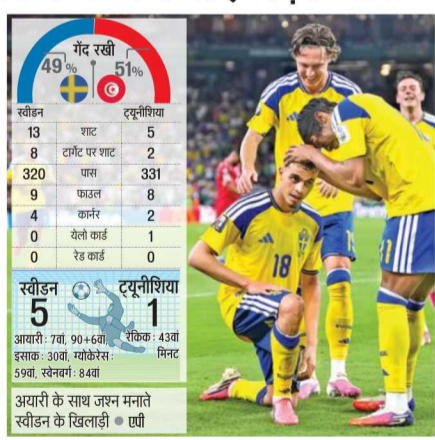 गेंद रखी
49% 51%
स्वीडन ट्यूनीशिया
13 शाट 5
8 टार्गेट पर शाट 2
320 पास 331
9 फाउल 8
4 कार्नर 2
0 येलो कार्ड 1
0 रेड कार्ड 0
स्वीडन ट्यूनीशिया
5 1
आयारी : 7वां, 90+6वां, रेकिक : 43वां
इसाक : 30वां, ग्योकेरेस : मिनट
59वां, स्वेनबर्ग : 84वां
18
अयारी के साथ जश्न मनाते
स्वीडन के खिलाड़ी ● एपी